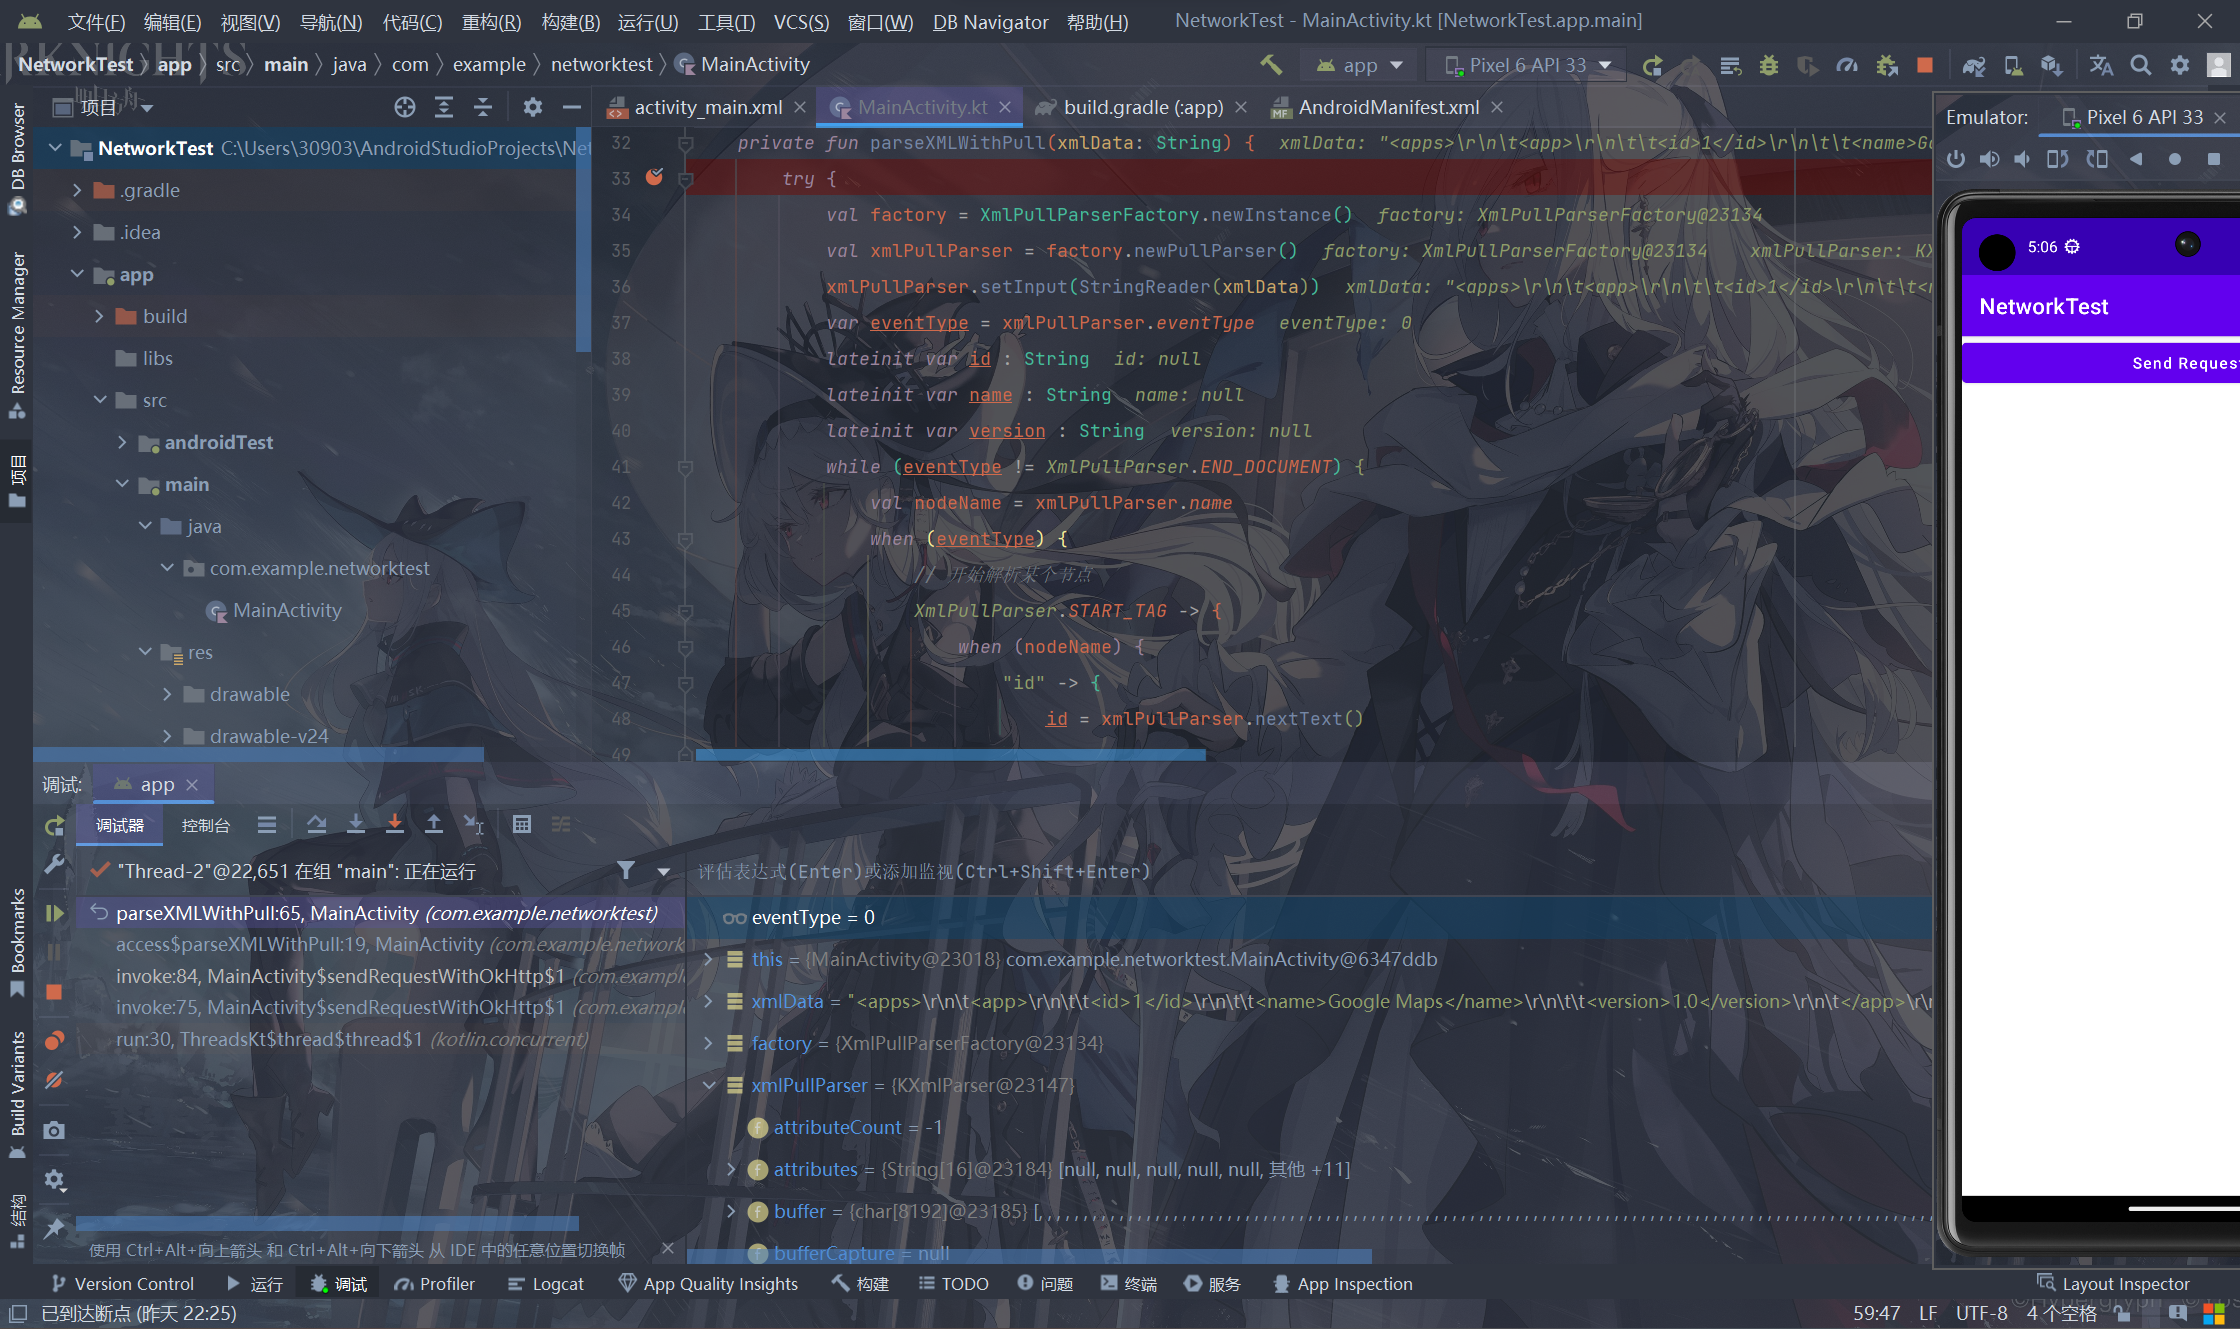 文件(F) 编辑(E) 视图(V) 导航(N) 代码(C) 重构(R) 构建(B) 运行(U) 工具(T) VCS(S) 窗口(W) DB Navigator 帮助(H) NetworkTest - MainActivity.kt [NetworkTest.app.main]
NetworkTest app src main java com example networktest MainActivity app Pixel 6 API 33
项目
activity_main.xml MainActivity.kt build.gradle (:app) AndroidManifest.xml
Emulator: Pixel 6 API 33
DB Browser
Resource Manager
项目
Bookmarks
Build Variants
结构
NetworkTest C:\Users\30903\AndroidStudioProjects\Net
.gradle
.idea
app
build
libs
src
androidTest
main
java
com.example.networktest
MainActivity
res
drawable
drawable-v24
32 private fun parseXMLWithPull(xmlData: String) { xmlData: "<apps>\r\n\t<app>\r\n\t\t<id>1</id>\r\n\t\t<name>Go
33 try {
34 val factory = XmlPullParserFactory.newInstance() factory: XmlPullParserFactory@23134
35 val xmlPullParser = factory.newPullParser() factory: XmlPullParserFactory@23134 xmlPullParser: KX
36 xmlPullParser.setInput(StringReader(xmlData)) xmlData: "<apps>\r\n\t<app>\r\n\t\t<id>1</id>\r\n\t\t<n
37 var eventType = xmlPullParser.eventType eventType: 0
38 lateinit var id : String id: null
39 lateinit var name : String name: null
40 lateinit var version : String version: null
41 while (eventType != XmlPullParser.END_DOCUMENT) {
42 val nodeName = xmlPullParser.name
43 when (eventType) {
44 // 开始解析某个节点
45 XmlPullParser.START_TAG -> {
46 when (nodeName) {
47 "id" -> {
48 id = xmlPullParser.nextText()
49
5:06
NetworkTest
Send Request
调试: app
调试器 控制台
"Thread-2"@22,651 在组 "main": 正在运行
parseXMLWithPull:65, MainActivity (com.example.networktest)
access$parseXMLWithPull:19, MainActivity (com.example.network
invoke:84, MainActivity$sendRequestWithOkHttp$1 (com.example
invoke:75, MainActivity$sendRequestWithOkHttp$1 (com.example
run:30, ThreadsKt$thread$thread$1 (kotlin.concurrent)
使用 Ctrl+Alt+向上箭头 和 Ctrl+Alt+向下箭头 从 IDE 中的任意位置切换帧
评估表达式(Enter)或添加监视(Ctrl+Shift+Enter)
eventType = 0
this = {MainActivity@23018} com.example.networktest.MainActivity@6347ddb
xmlData = "<apps>\r\n\t<app>\r\n\t\t<id>1</id>\r\n\t\t<name>Google Maps</name>\r\n\t\t<version>1.0</version>\r\n\t</app>\r\r
factory = {XmlPullParserFactory@23134}
xmlPullParser = {KXmlParser@23147}
attributeCount = -1
attributes = {String[16]@23184} [null, null, null, null, null, 其他 +11]
buffer = {char[8192]@23185} [
bufferCapture = null
Version Control 运行 调试 Profiler Logcat App Quality Insights 构建 TODO 问题 终端 服务 App Inspection Layout Inspector
已到达断点 (昨天 22:25) 59:47 LF UTF-8 4 个空格